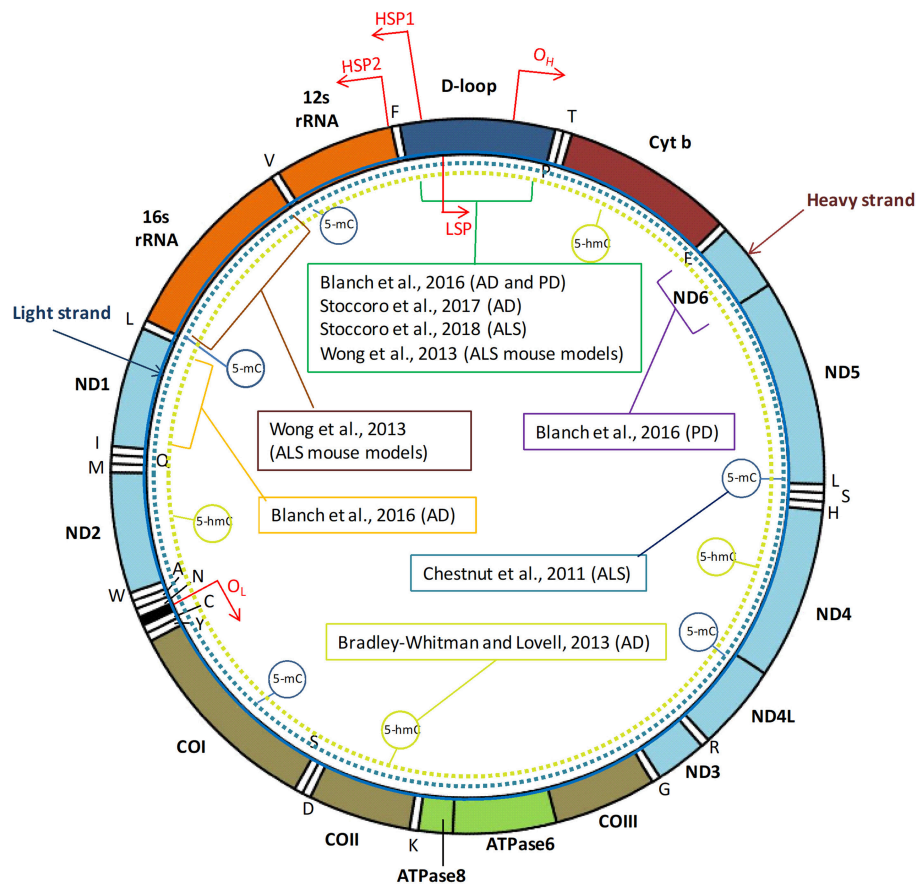 HSP1
HSP2
OH
D-loop
12s
rRNA
F
T
P
Cyt b
V
5-mC
LSP
5-hmC
Heavy strand
16s
rRNA
E
ND6
Blanch et al., 2016 (AD and PD)
Stoccoro et al., 2017 (AD)
Stoccoro et al., 2018 (ALS)
Wong et al., 2013 (ALS mouse models)
Light strand
L
5-mC
ND1
ND5
Wong et al., 2013
(ALS mouse models)
Blanch et al., 2016 (PD)
I
M
Q
5-mC
L
S
H
Blanch et al., 2016 (AD)
ND2
5-hmC
5-hmC
Chestnut et al., 2011 (ALS)
W
A
N
C
Y
OL
ND4
5-mC
Bradley-Whitman and Lovell, 2013 (AD)
5-mC
5-hmC
ND4L
COI
S
R
ND3
G
D
COII
K
ATPase8
ATPase6
COIII